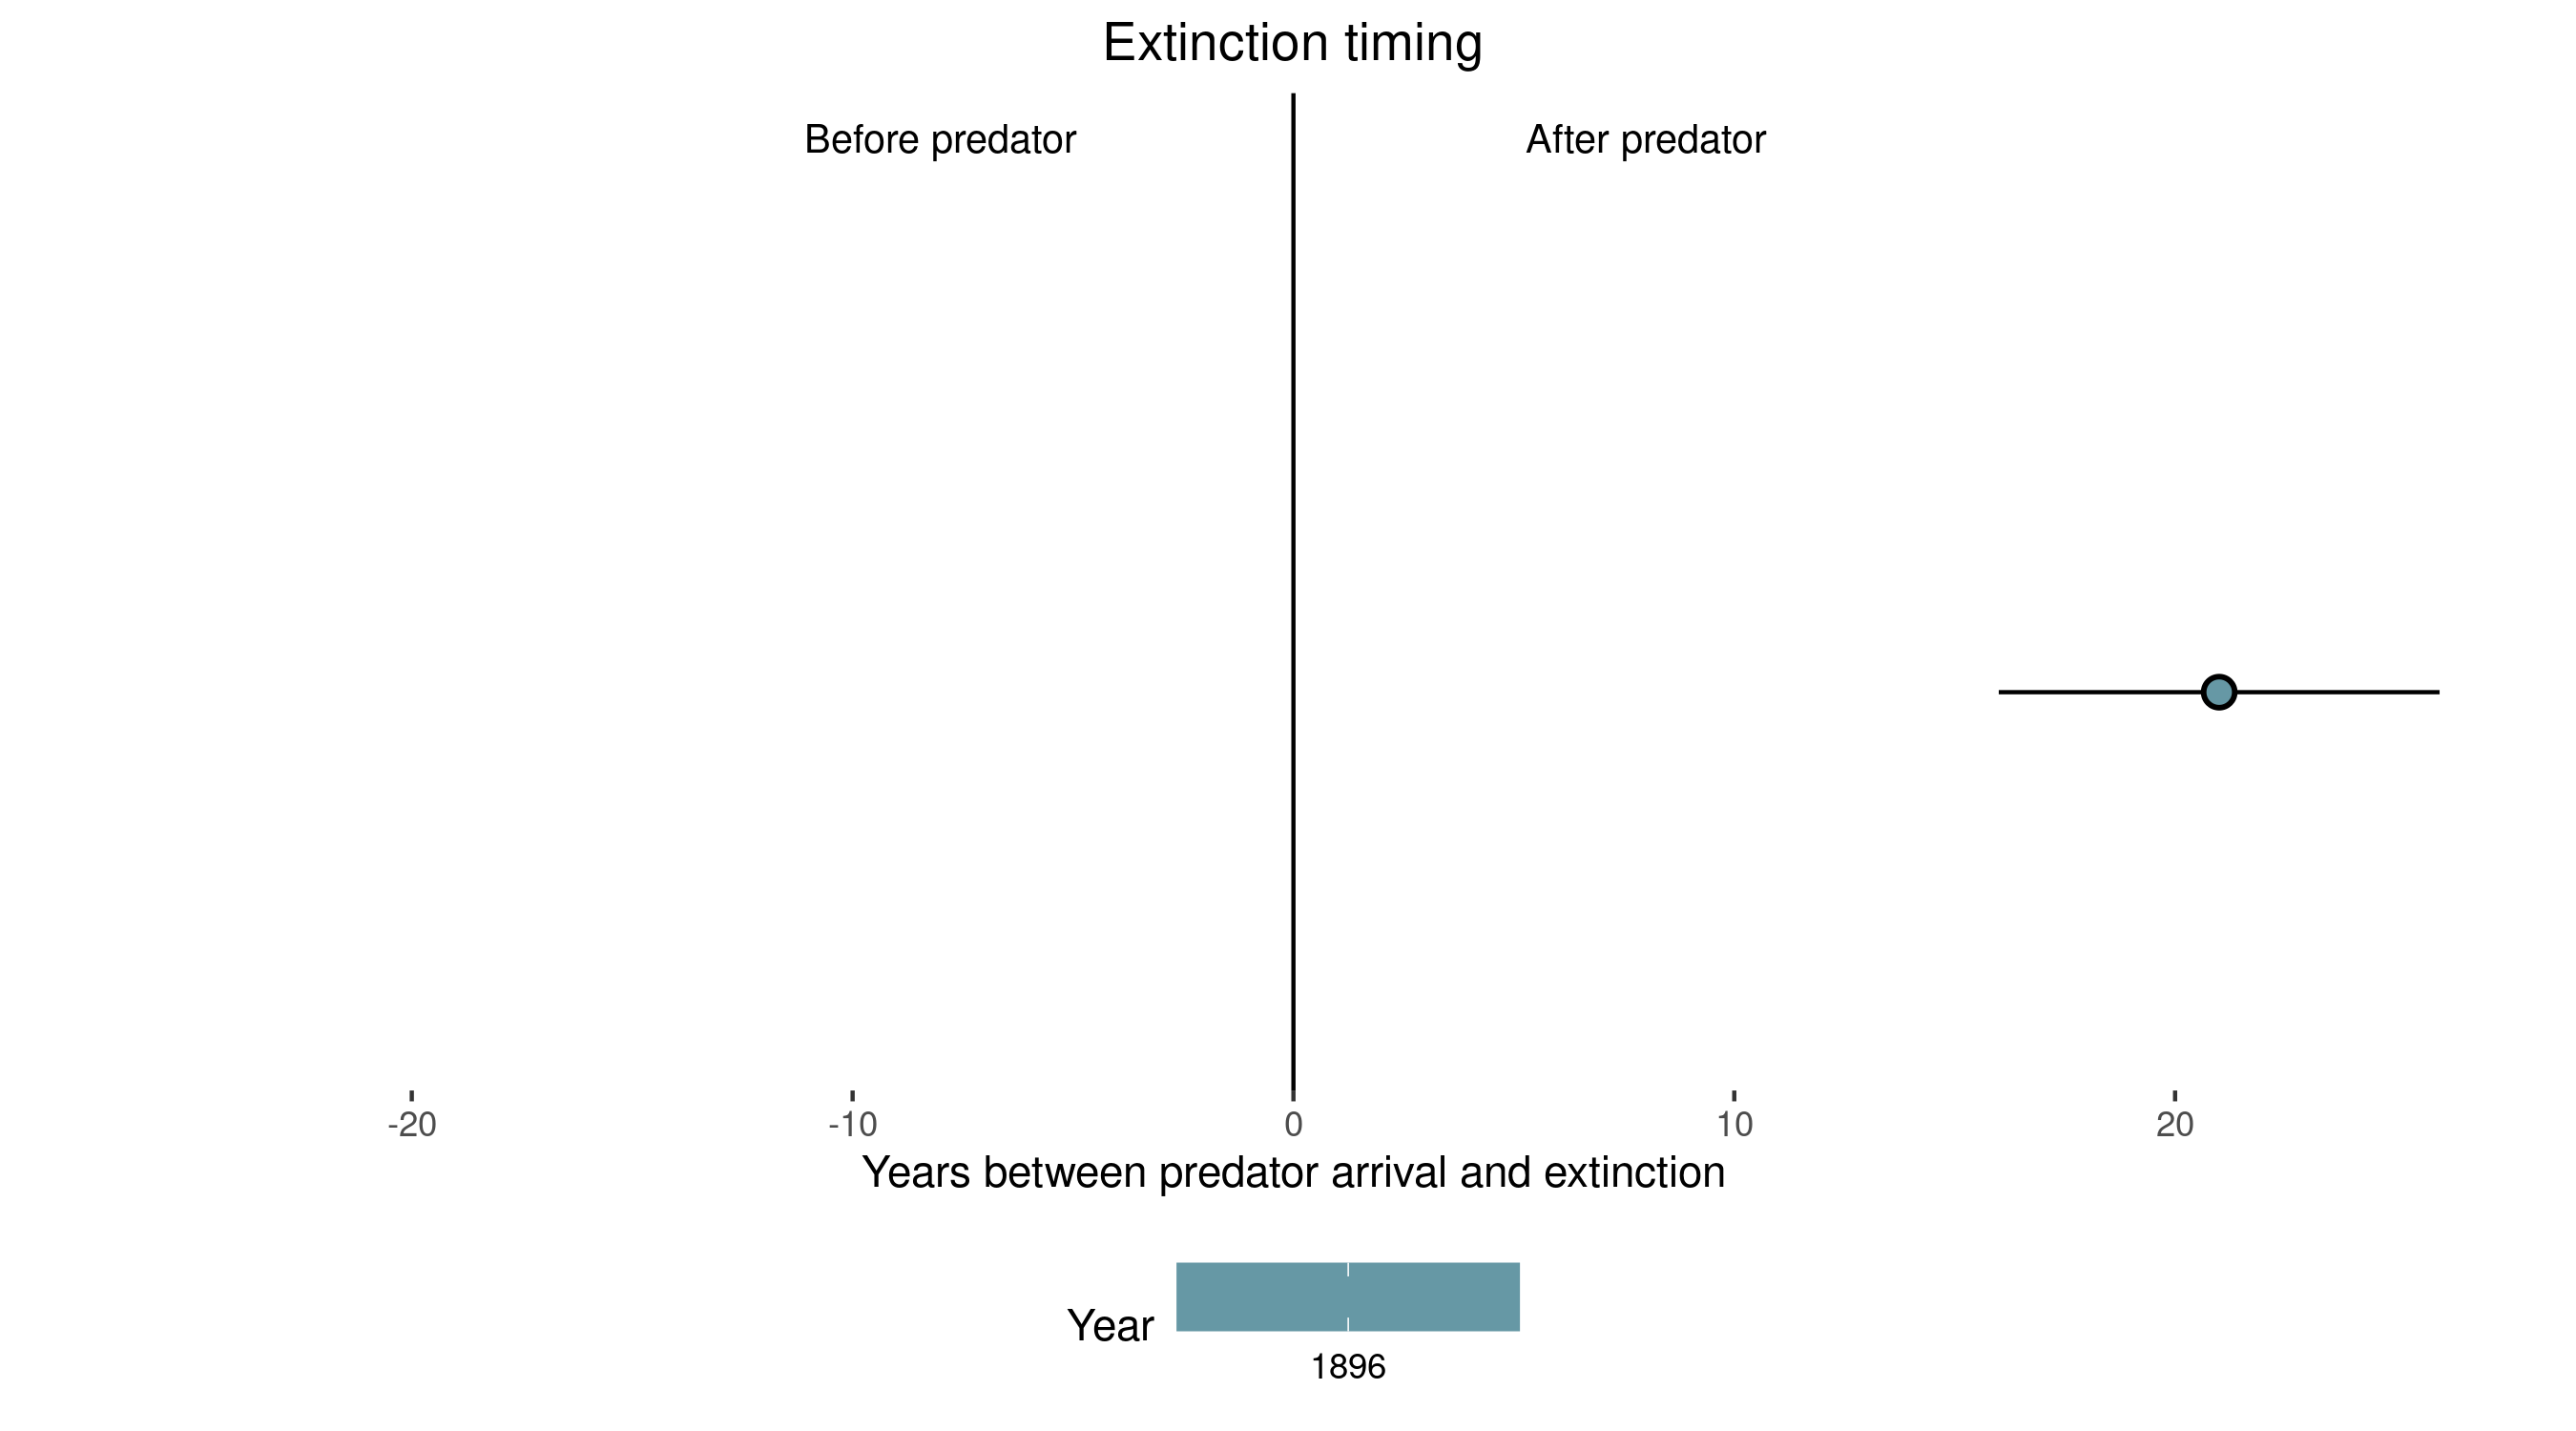 Extinction timing
Before predator After predator
-20 -10 0 10 20
Years between predator arrival and extinction
Year
1896